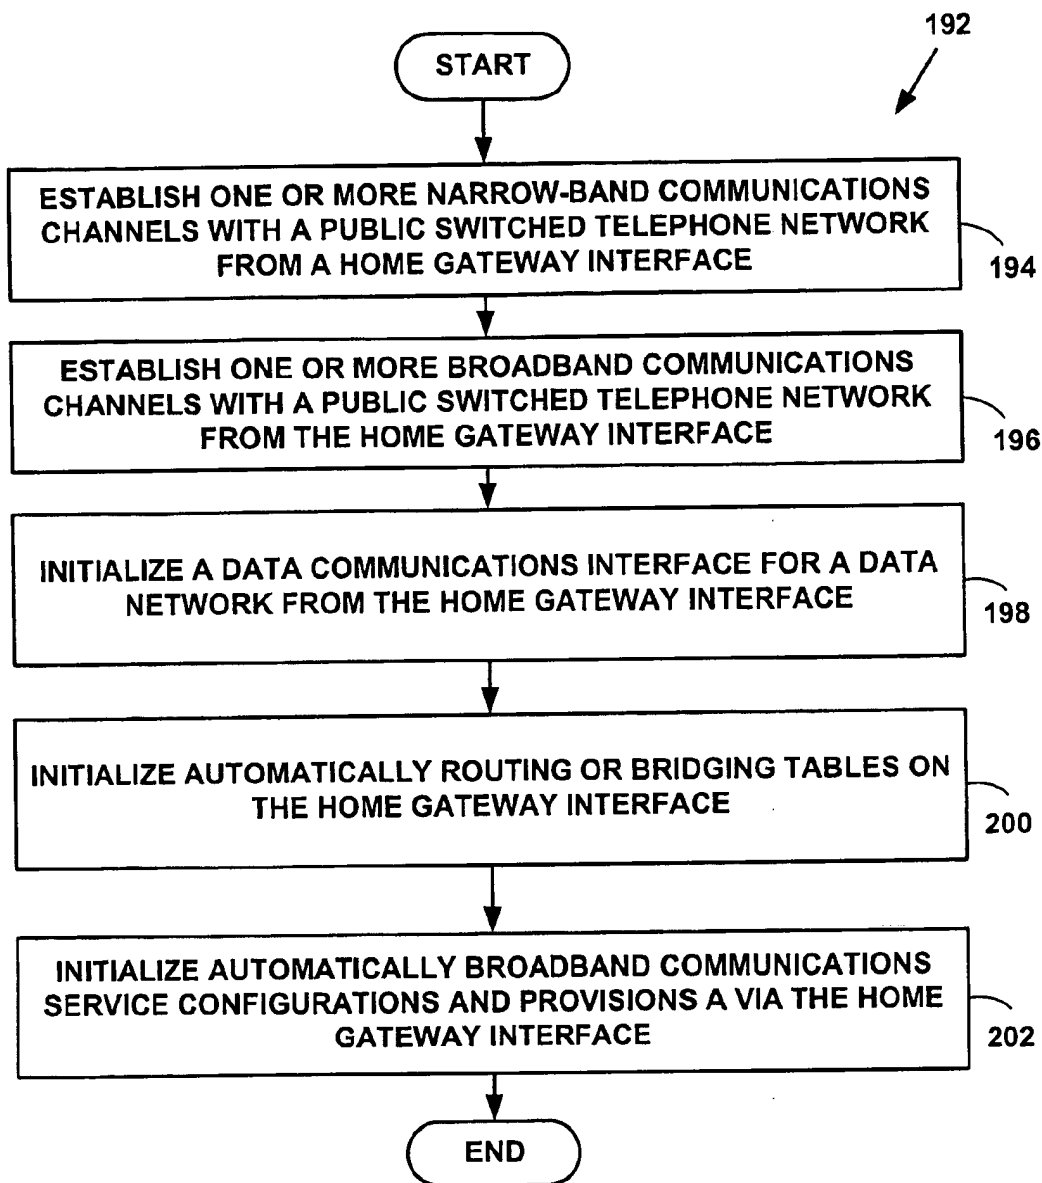 192
START
ESTABLISH ONE OR MORE NARROW-BAND COMMUNICATIONS
CHANNELS WITH A PUBLIC SWITCHED TELEPHONE NETWORK
FROM A HOME GATEWAY INTERFACE
194
ESTABLISH ONE OR MORE BROADBAND COMMUNICATIONS
CHANNELS WITH A PUBLIC SWITCHED TELEPHONE NETWORK
FROM THE HOME GATEWAY INTERFACE
196
INITIALIZE A DATA COMMUNICATIONS INTERFACE FOR A DATA
NETWORK FROM THE HOME GATEWAY INTERFACE
198
INITIALIZE AUTOMATICALLY ROUTING OR BRIDGING TABLES ON
THE HOME GATEWAY INTERFACE
200
INITIALIZE AUTOMATICALLY BROADBAND COMMUNICATIONS
SERVICE CONFIGURATIONS AND PROVISIONS A VIA THE HOME
GATEWAY INTERFACE
202
END